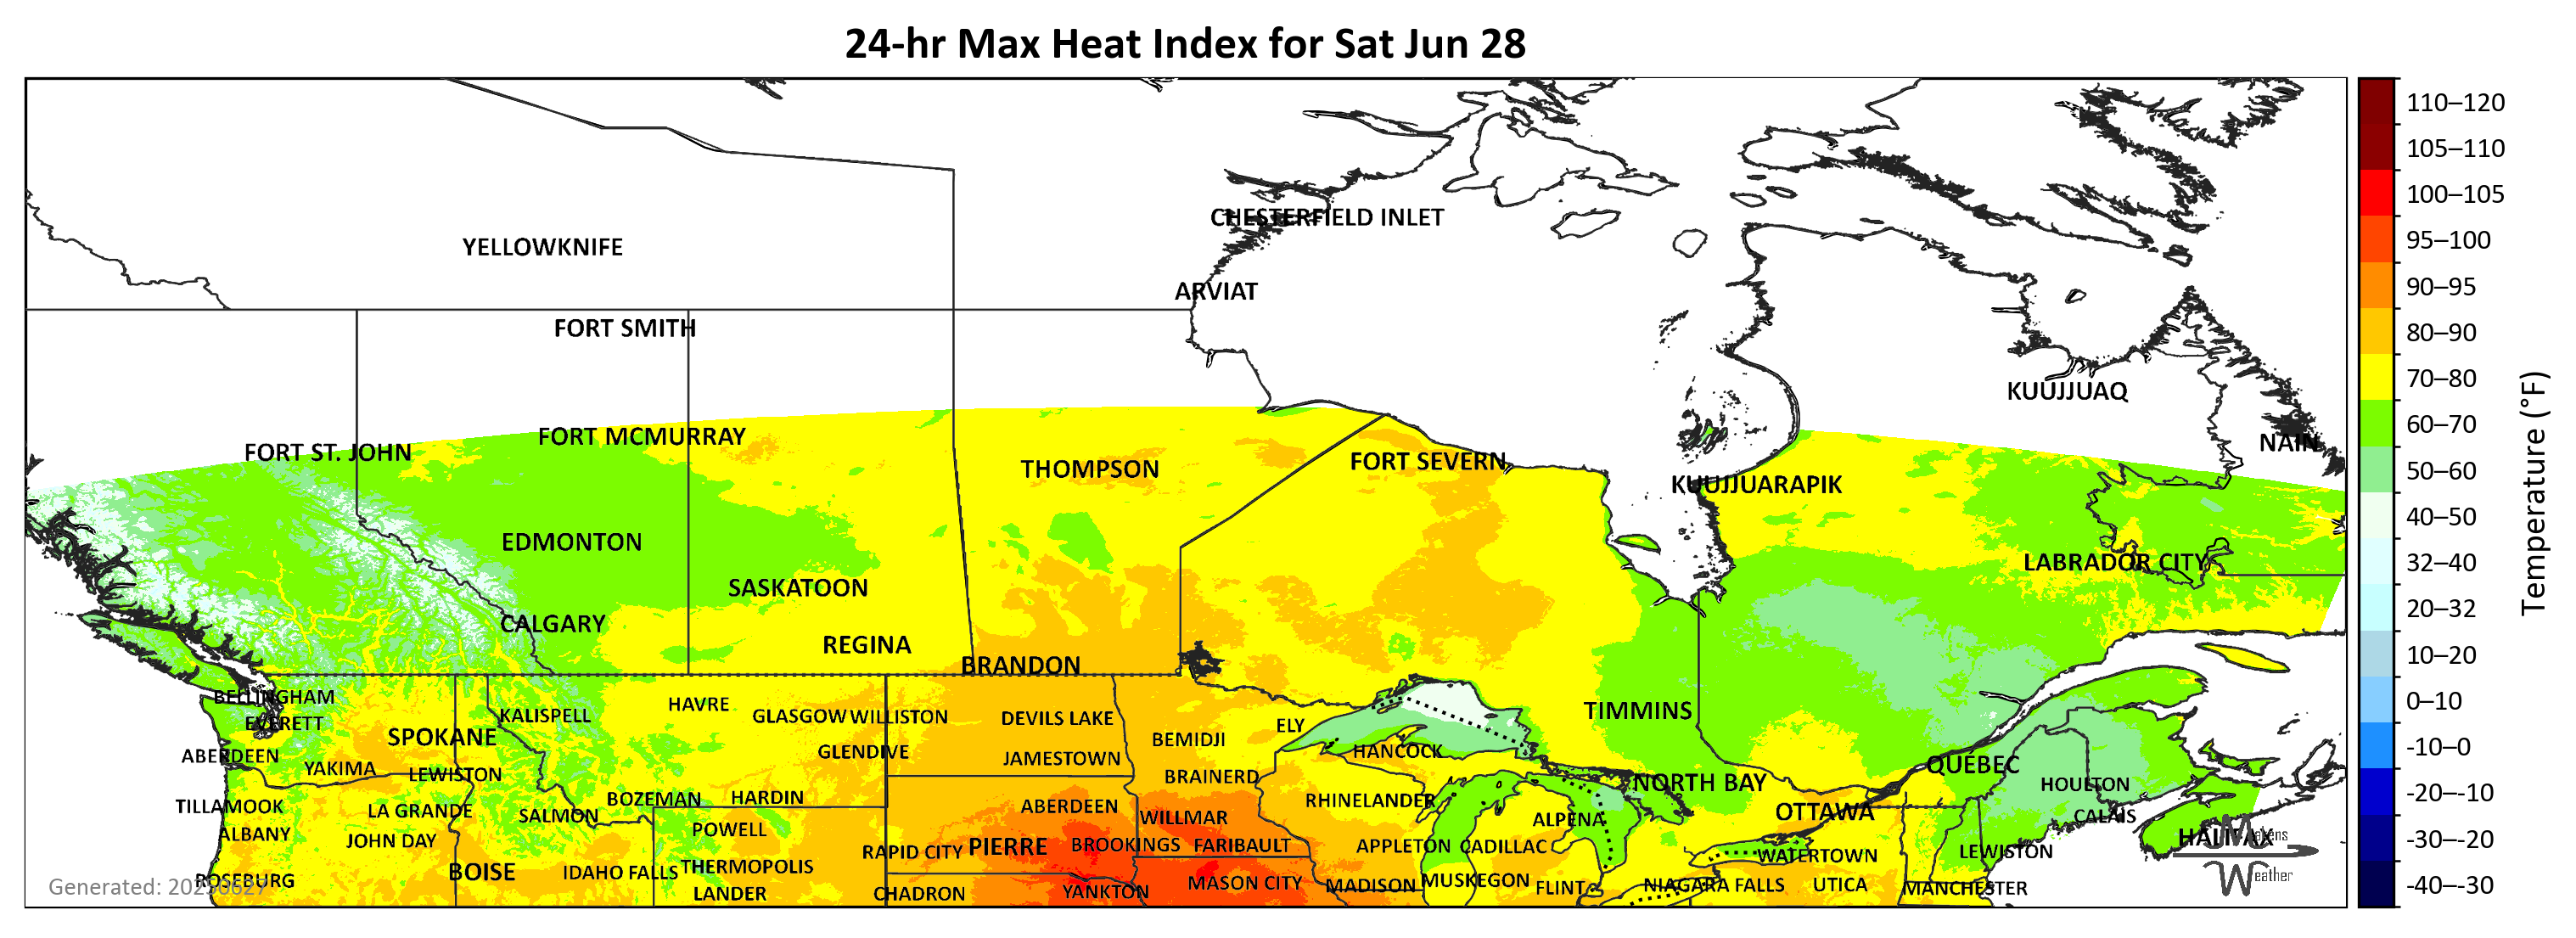 24-hr Max Heat Index for Sat Jun 28
CHESTERFIELD INLET
YELLOWKNIFE
ARVIAT
FORT SMITH
KUUJJUAQ
FORT MCMURRAY
NAIN
FORT ST. JOHN
FORT SEVERN
THOMPSON
KUUJJUARAPIK
EDMONTON
LABRADOR CITY
SASKATOON
CALGARY
REGINA
BRANDON
BELLINGHAM
HAVRE
KALISPELL
GLASGOW WILLISTON
DEVILS LAKE
TIMMINS
EVERETT
ELY
SPOKANE
BEMIDJI
ABERDEEN
GLENDIVE
JAMESTOWN
HANCOCK
YAKIMA
LEWISTON
BRAINERD
QUÉBEC
NORTH BAY
HOULTON
TILLAMOOK
LA GRANDE
SALMON
BOZEMAN
HARDIN
ABERDEEN
RHINELANDER
WILLMAR
ALPENA
OTTAWA
CALAIS
ALBANY
JOHN DAY
POWELL
HALIFAX
RAPID CITY
PIERRE
BROOKINGS
FARIBAULT
APPLETON
CADILLAC
WATERTOWN
LEWISTON
BOISE
IDAHO FALLS
THERMOPOLIS
ROSEBURG
LANDER
CHADRON
YANKTON
MASON CITY
MADISON
MUSKEGON
FLINT
NIAGARA FALLS
UTICA
MANCHESTER
Generated: 20250627
Makens
Weather
110–120
105–110
100–105
95–100
90–95
80–90
70–80
60–70
50–60
40–50
32–40
20–32
10–20
0–10
-10–0
-20–-10
-30–-20
-40–-30
Temperature (°F)